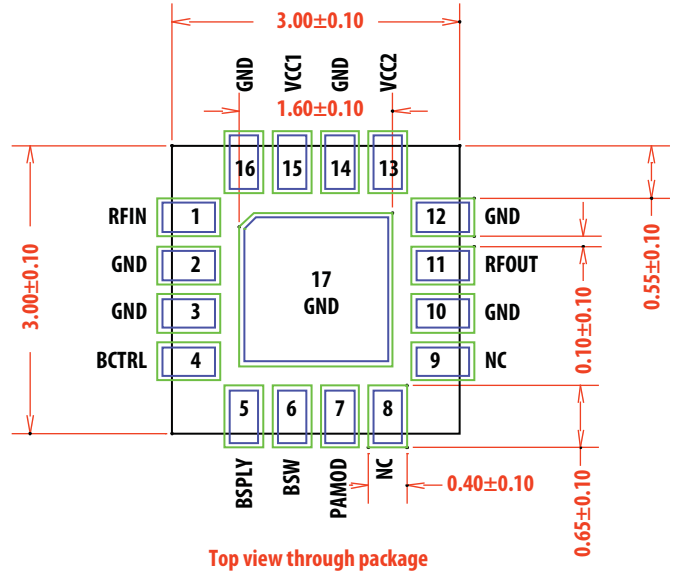 3.00±0.10
GND
VCC1
GND
VCC2
1.60±0.10
16
15
14
13
RFIN
1
12
GND
GND
2
11
RFOUT
17
GND
GND
3
10
GND
BCTRL
4
9
NC
3.00±0.10
0.55±0.10
0.10±0.10
5
6
7
8
BSPLY
BSW
PAMOD
NC
0.40±0.10
0.65±0.10
Top view through package